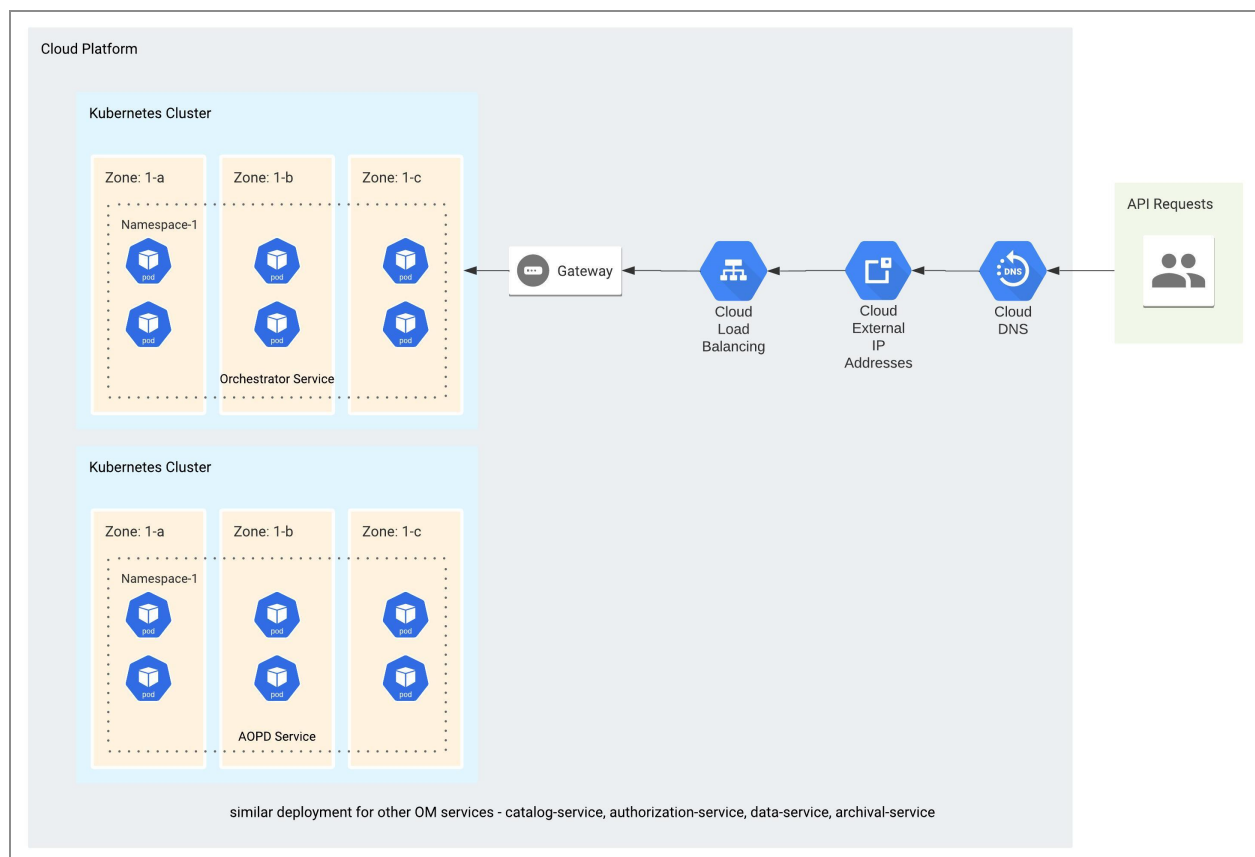 Cloud Platform
Kubernetes Cluster
Zone: 1-a
Zone: 1-b
Zone: 1-c
Namespace-1
pod
pod
pod
pod
pod
pod
Orchestrator Service
Gateway
Cloud
Load
Balancing
Cloud
External
IP
Addresses
DNS
Cloud
DNS
API Requests
Kubernetes Cluster
Zone: 1-a
Zone: 1-b
Zone: 1-c
Namespace-1
pod
pod
pod
pod
pod
pod
AOPD Service
similar deployment for other OM services - catalog-service, authorization-service, data-service, archival-service